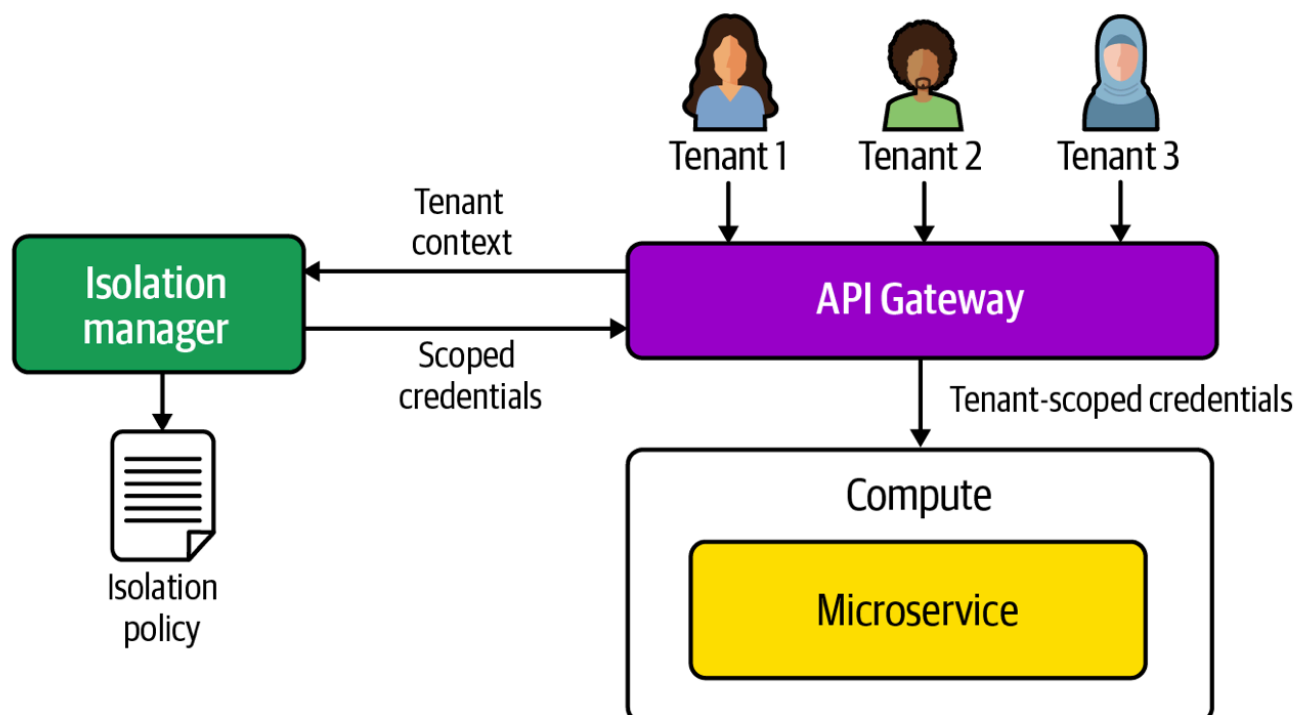 Tenant 1
Tenant 2
Tenant 3
Tenant
context
Isolation
manager
API Gateway
Scoped
credentials
Tenant-scoped credentials
Compute
Isolation
policy
Microservice